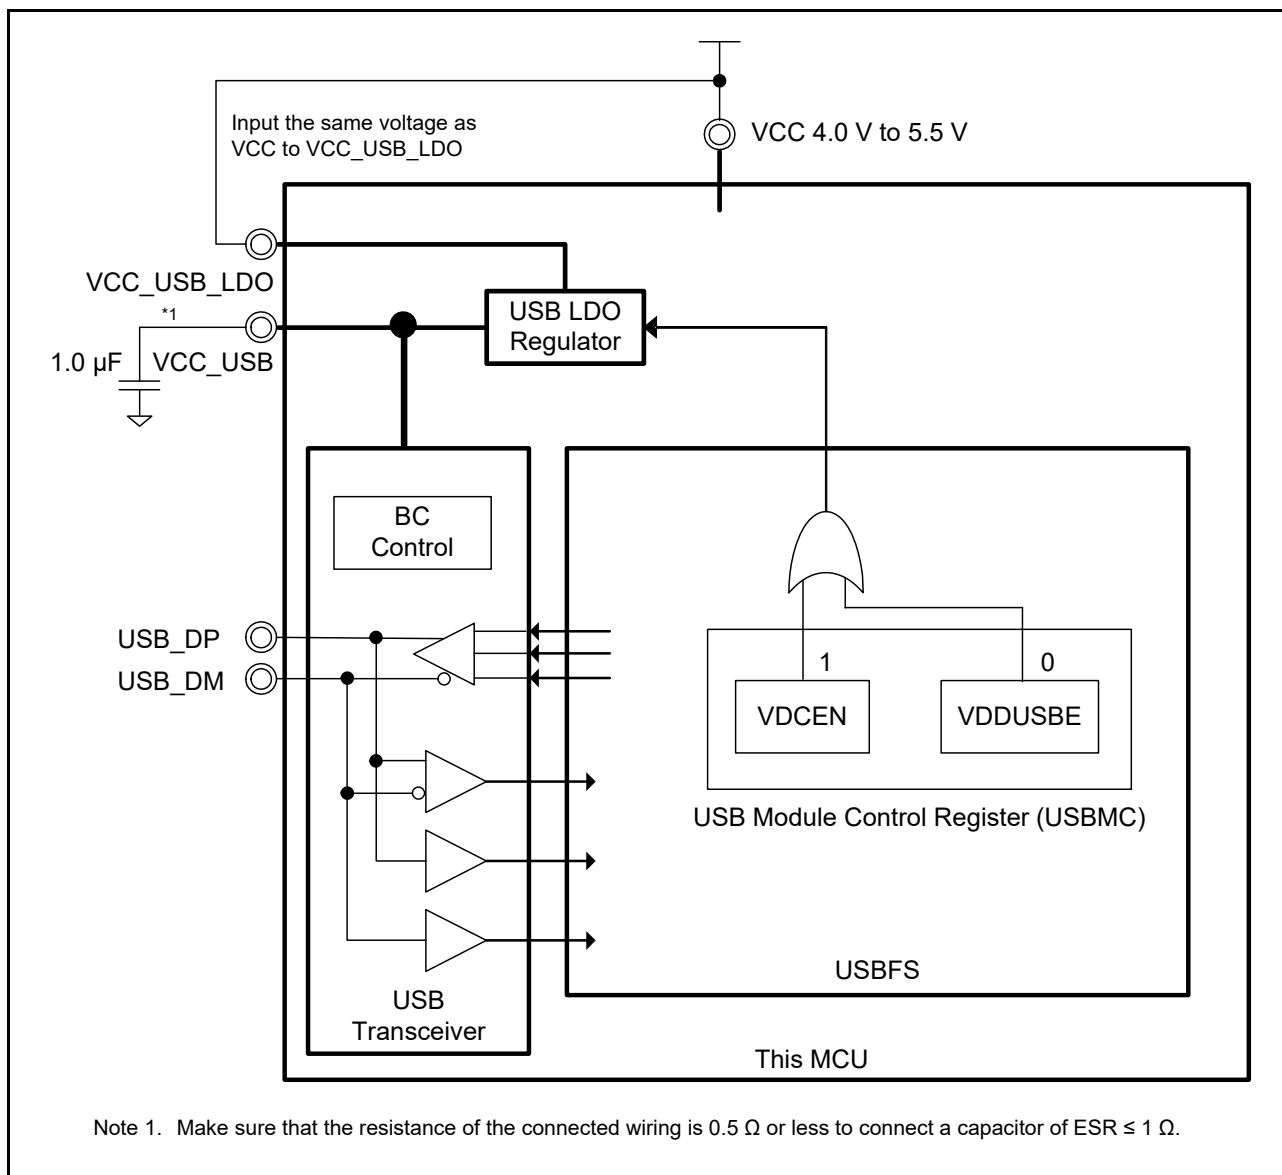 Input the same voltage as
VCC to VCC_USB_LDO
VCC 4.0 V to 5.5 V
VCC_USB_LDO
*1
1.0 µF
VCC_USB
USB LDO
Regulator
BC
Control
USB_DP
USB_DM
1
0
VDCEN
VDDUSBE
USB Module Control Register (USBMC)
USBFS
USB
Transceiver
This MCU
Note 1. Make sure that the resistance of the connected wiring is 0.5 Ω or less to connect a capacitor of ESR ≤ 1 Ω.